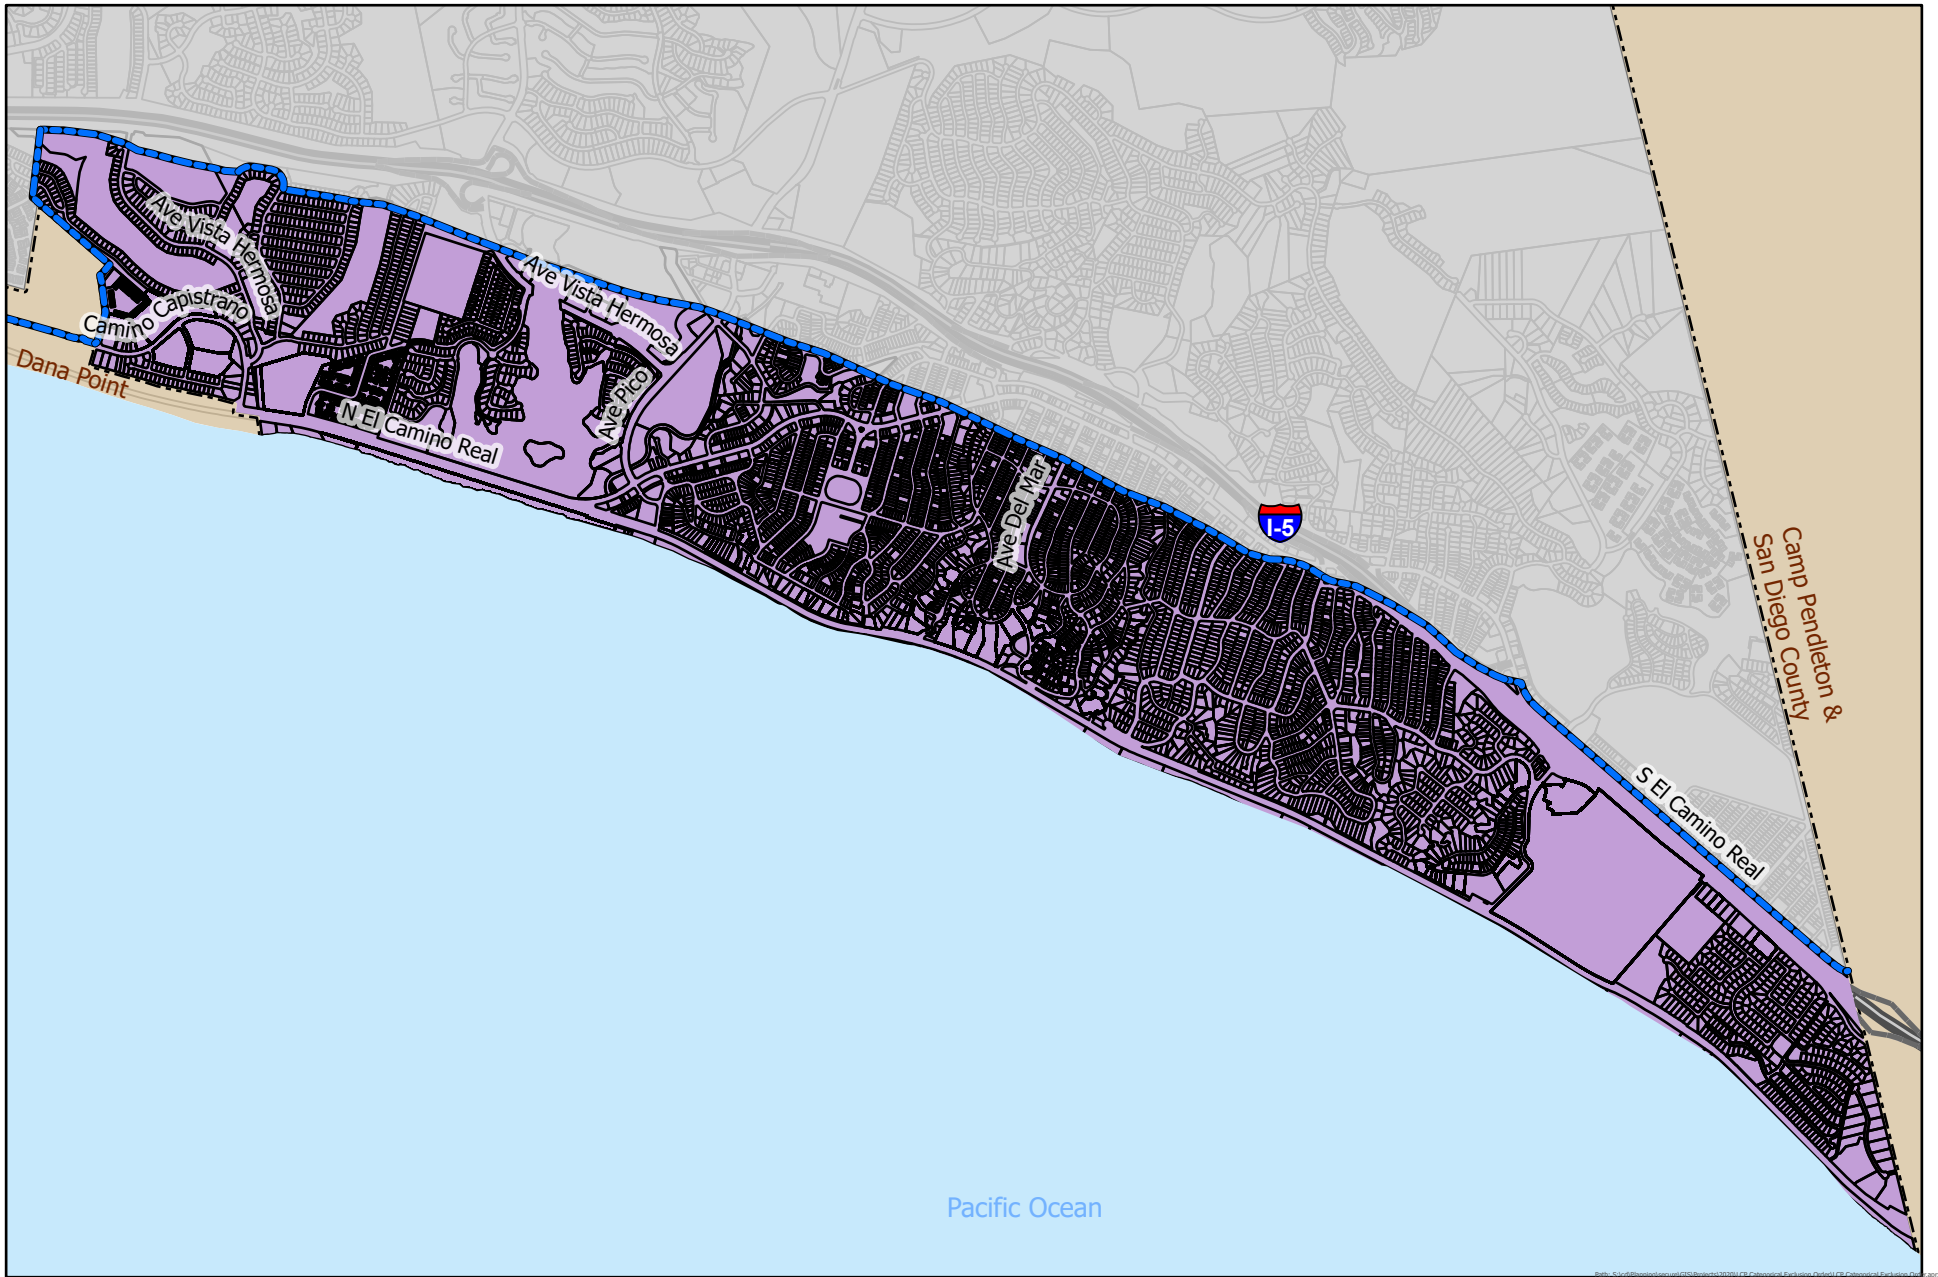 Ave Vista Hermosa
Camino Capistrano
Dana Point
N El Camino Real
Ave Vista Hermosa
Ave Pico
Ave Del Mar
I-5
Camp Pendleton &
San Diego County
S El Camino Real
Pacific Ocean